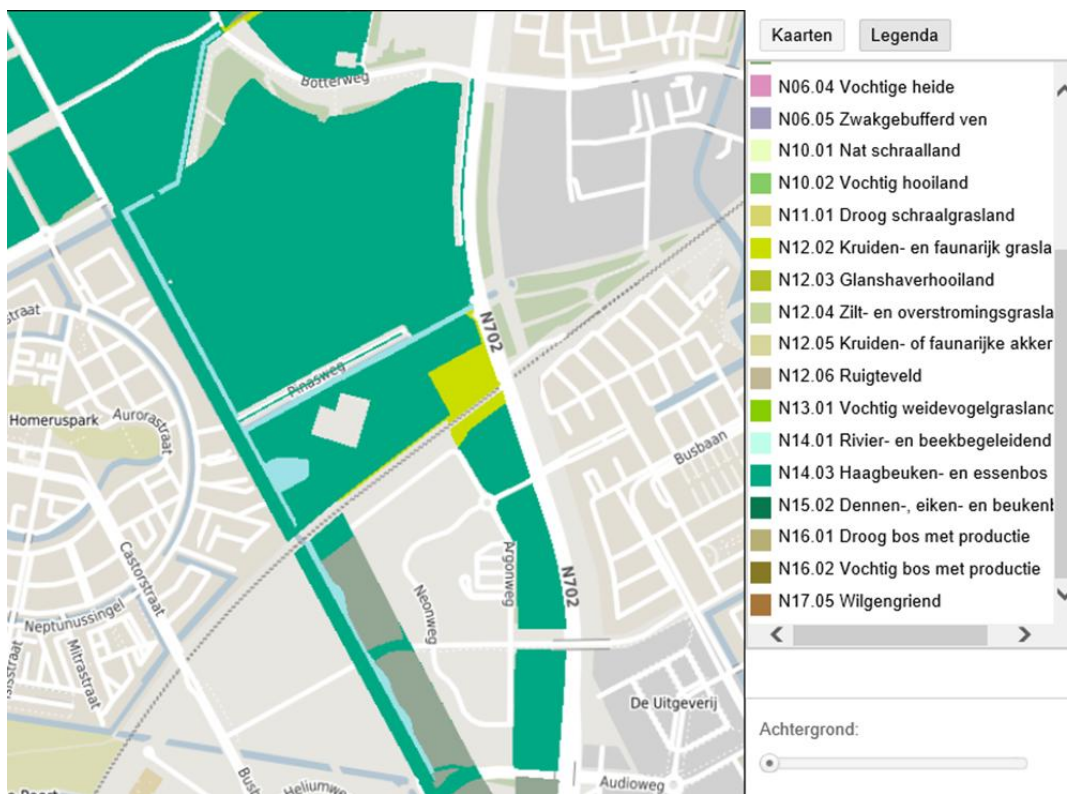 Botterweg
N702
Pinasweg
Homeruspark
Aurorastraat
Busbaan
Castorstraat
Argonweg
Neonweg
N702
Neptunussingel
Mitrastraat
De Uitgeverij
Heliumweg
Audioweg
Kaarten
Legenda
N06.04 Vochtige heide
N06.05 Zwakgebufferd ven
N10.01 Nat schraalland
N10.02 Vochtig hooiland
N11.01 Droog schraalgrasland
N12.02 Kruiden- en faunarijk grasla
N12.03 Glanshaverhooiland
N12.04 Zilt- en overstromingsgrasla
N12.05 Kruiden- of faunarijke akker
N12.06 Ruigteveld
N13.01 Vochtig weidevogelgrasland
N14.01 Rivier- en beekbegeleidend
N14.03 Haagbeuken- en essenbos
N15.02 Dennen-, eiken- en beukenb
N16.01 Droog bos met productie
N16.02 Vochtig bos met productie
N17.05 Wilgengriend
Achtergrond: